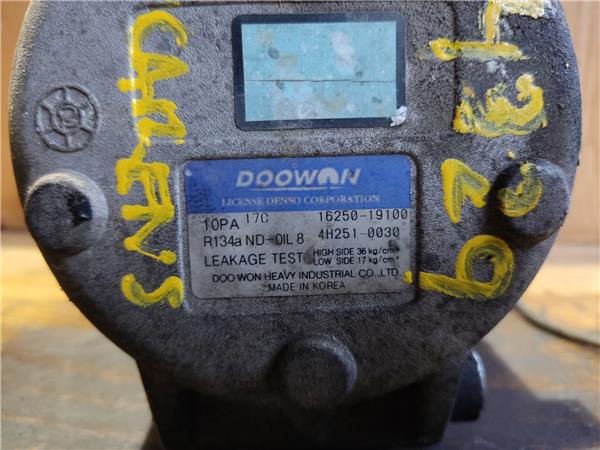 CARENS
DOOWON
LICENSE DENSO CORPORATION
10PA 17C 16250-19100
R134a ND-OIL 8 4H251-0030
LEAKAGE TEST HIGH SIDE 36 kg/cm²
LOW SIDE 17 kg/cm²
DOO WON HEAVY INDUSTRIAL CO.,LTD.
MADE IN KOREA